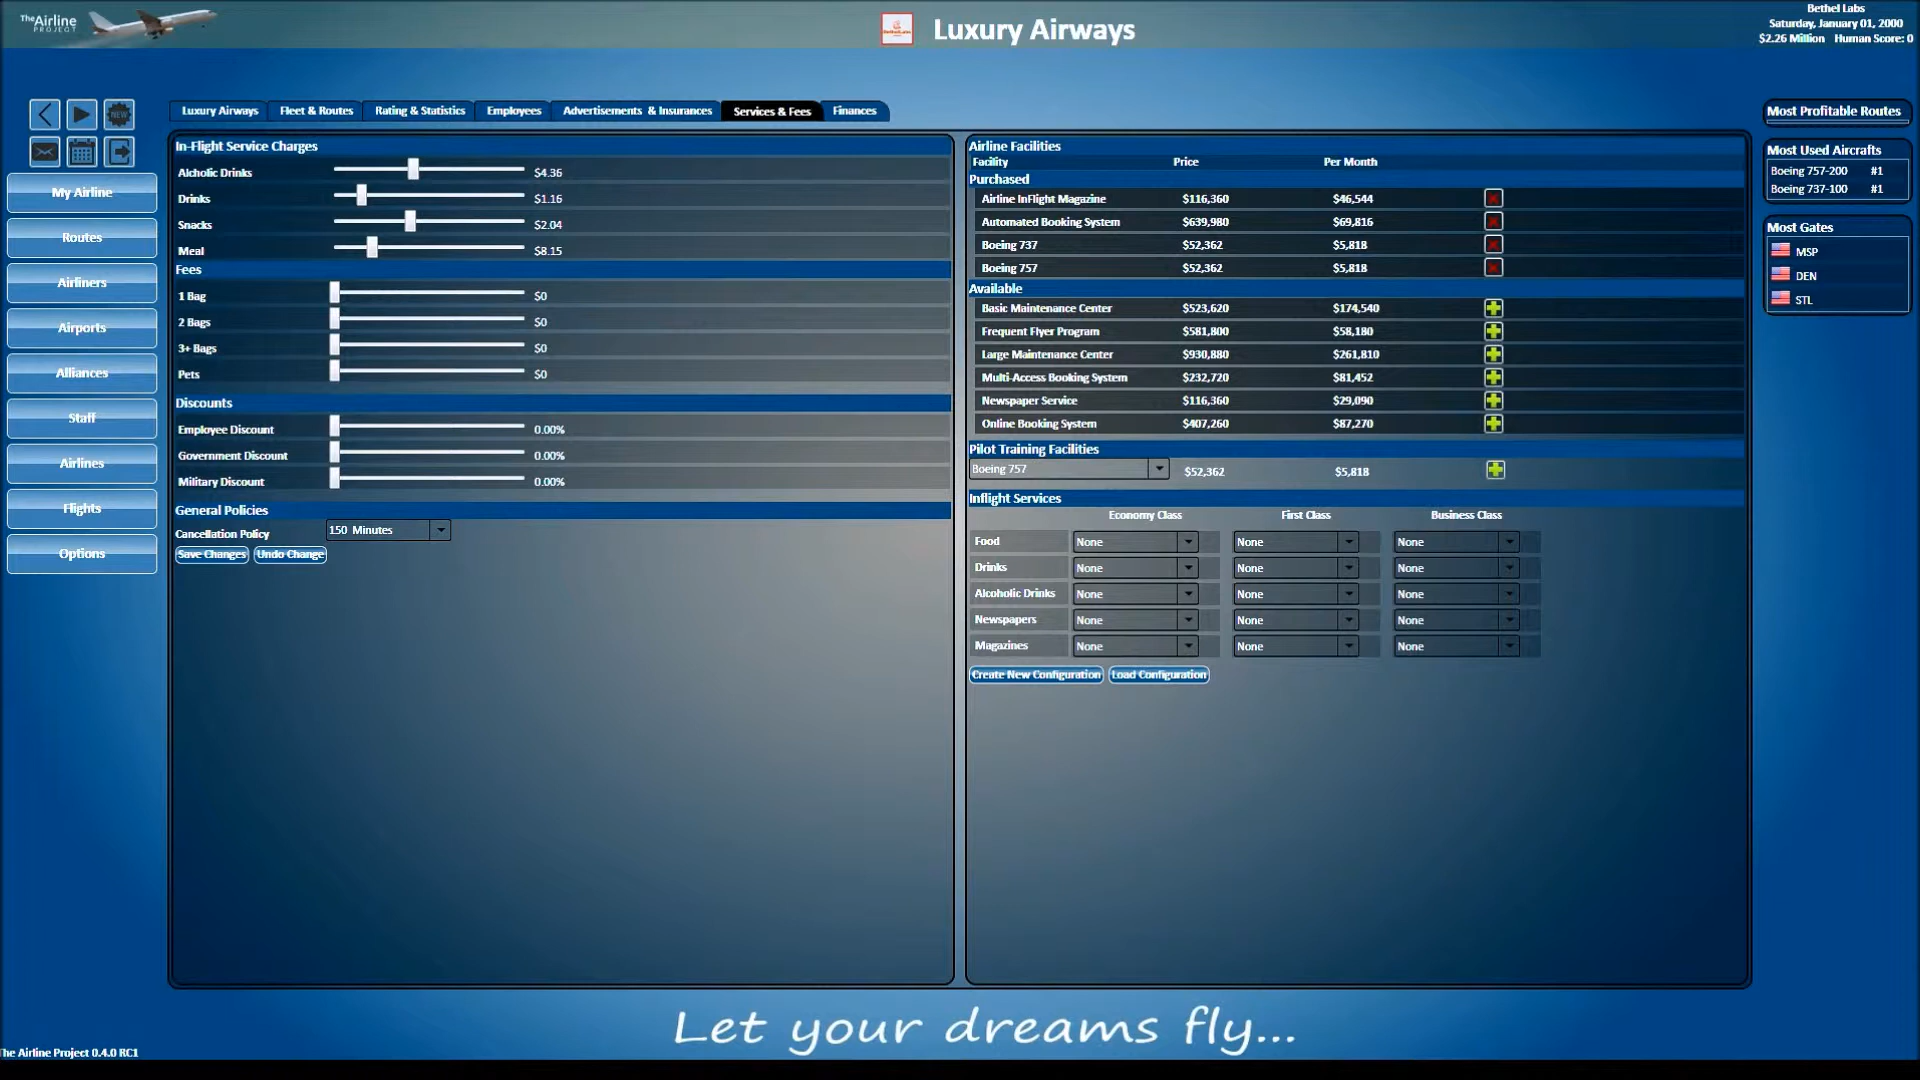 The Airline
PROJECT
BethelLabs
Luxury Airways
Bethel Labs
Saturday, January 01, 2000
$2.26 Million Human Score: 0
NEW
Luxury Airways Fleet & Routes Rating & Statistics Employees Advertisements & Insurances Services & Fees Finances
My Airline
Routes
Airliners
Airports
Alliances
Staff
Airlines
Flights
Options
In-Flight Service Charges
Alcholic Drinks $4.36
Drinks $1.16
Snacks $2.04
Meal $8.15
Fees
1 Bag $0
2 Bags $0
3+ Bags $0
Pets $0
Discounts
Employee Discount 0.00%
Government Discount 0.00%
Military Discount 0.00%
General Policies
Cancellation Policy 150 Minutes
Save Changes Undo Change
Airline Facilities
Facility Price Per Month
Purchased
Airline InFlight Magazine $116,360 $46,544
Automated Booking System $639,980 $69,816
Boeing 737 $52,362 $5,818
Boeing 757 $52,362 $5,818
Available
Basic Maintenance Center $523,620 $174,540
Frequent Flyer Program $581,800 $58,180
Large Maintenance Center $930,880 $261,810
Multi-Access Booking System $232,720 $81,452
Newspaper Service $116,360 $29,090
Online Booking System $407,260 $87,270
Pilot Training Facilities
Boeing 757 $52,362 $5,818
Inflight Services
Economy Class First Class Business Class
Food None None None
Drinks None None None
Alcoholic Drinks None None None
Newspapers None None None
Magazines None None None
Create New Configuration Load Configuration
Most Profitable Routes
Most Used Aircrafts
Boeing 757-200 #1
Boeing 737-100 #1
Most Gates
MSP
DEN
STL
Let your dreams fly...
The Airline Project 0.4.0 RC1